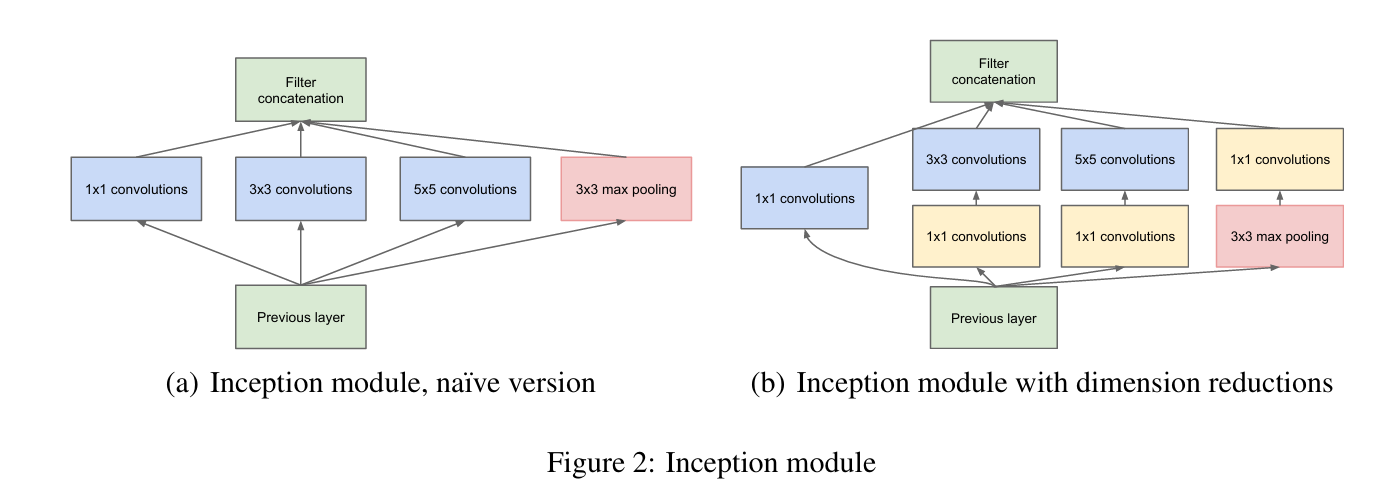 Filter
concatenation
1x1 convolutions
3x3 convolutions
5x5 convolutions
3x3 max pooling
Previous layer
(a) Inception module, naïve version
Filter
concatenation
3x3 convolutions
5x5 convolutions
1x1 convolutions
1x1 convolutions
1x1 convolutions
1x1 convolutions
3x3 max pooling
Previous layer
(b) Inception module with dimension reductions
Figure 2: Inception module